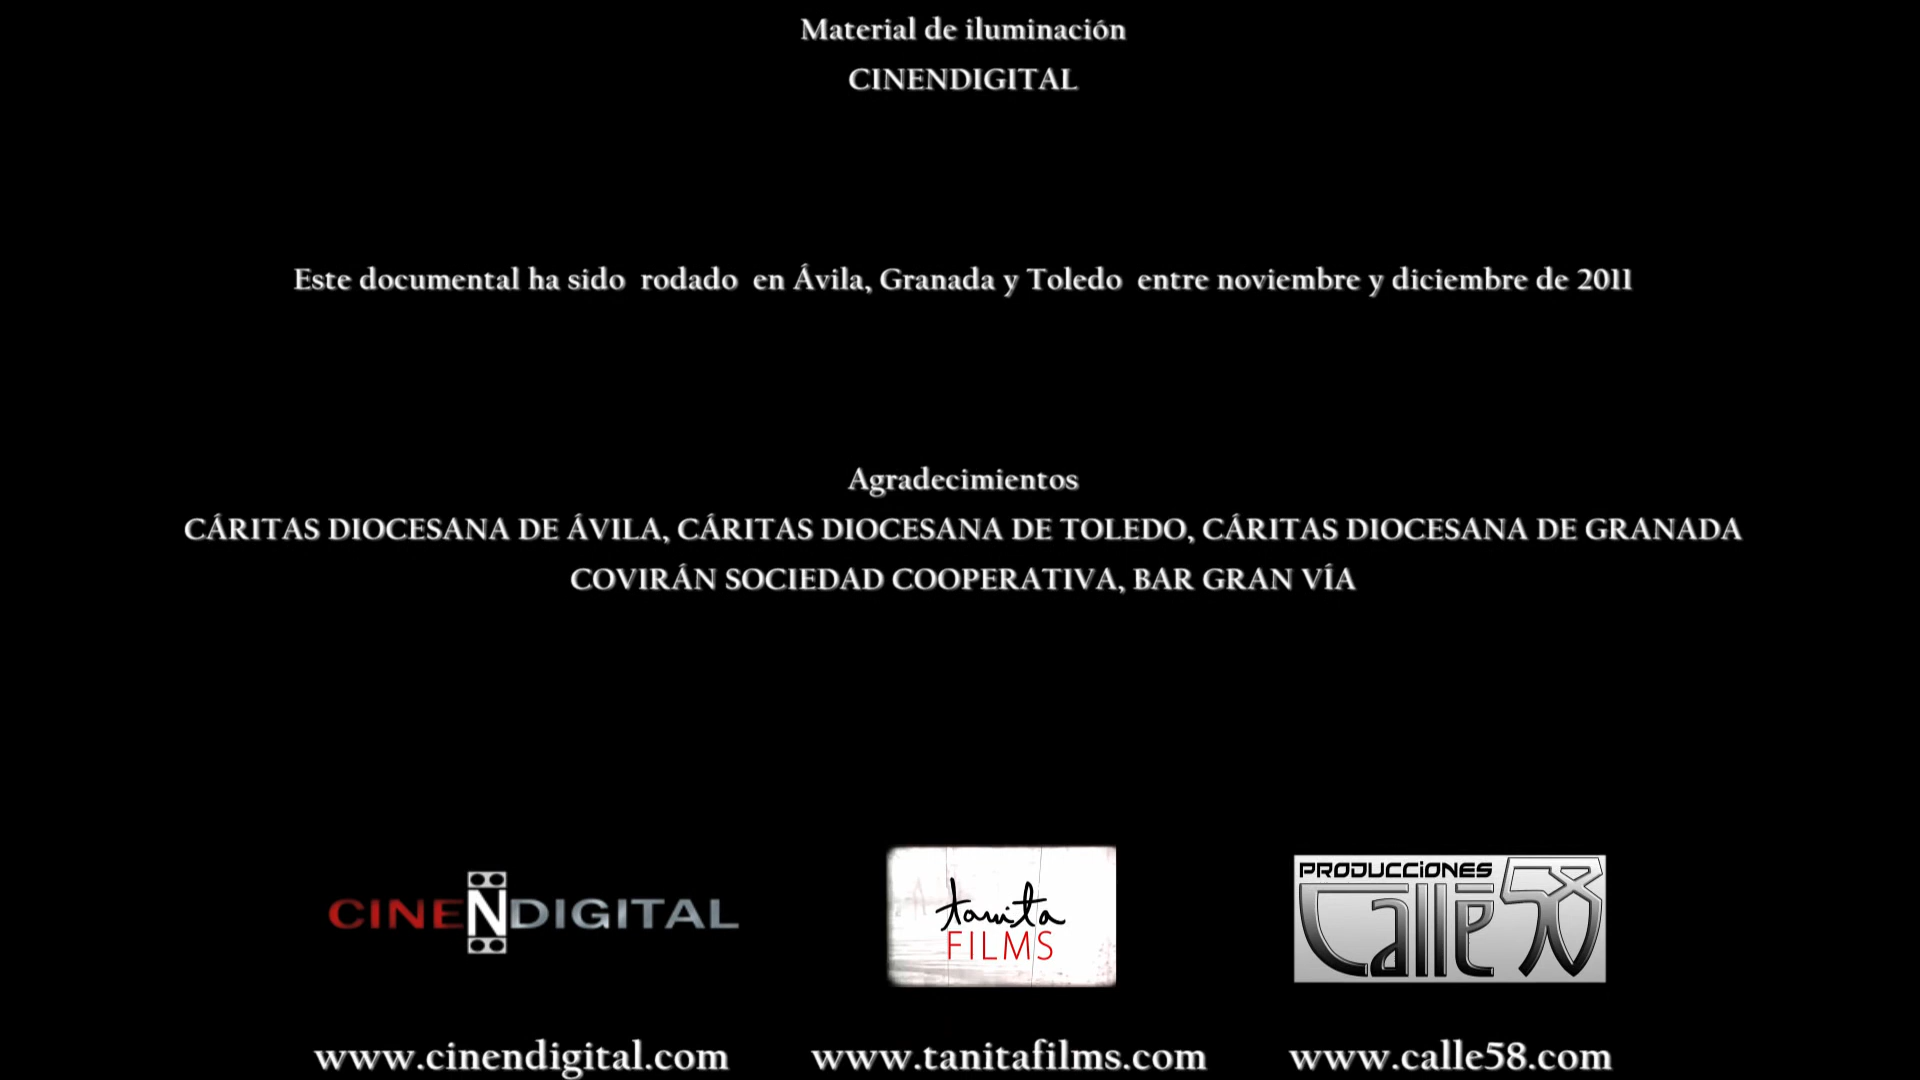 Material de iluminación
CINENDIGITAL
Este documental ha sido rodado en Ávila, Granada y Toledo entre noviembre y diciembre de 2011
Agradecimientos
CÁRITAS DIOCESANA DE ÁVILA, CÁRITAS DIOCESANA DE TOLEDO, CÁRITAS DIOCESANA DE GRANADA
COVIRÁN SOCIEDAD COOPERATIVA, BAR GRAN VÍA
CINENDIGITAL
tanita
FILMS
PRODUCCiONES
Calle 58
www.cinendigital.com
www.tanitafilms.com
www.calle58.com